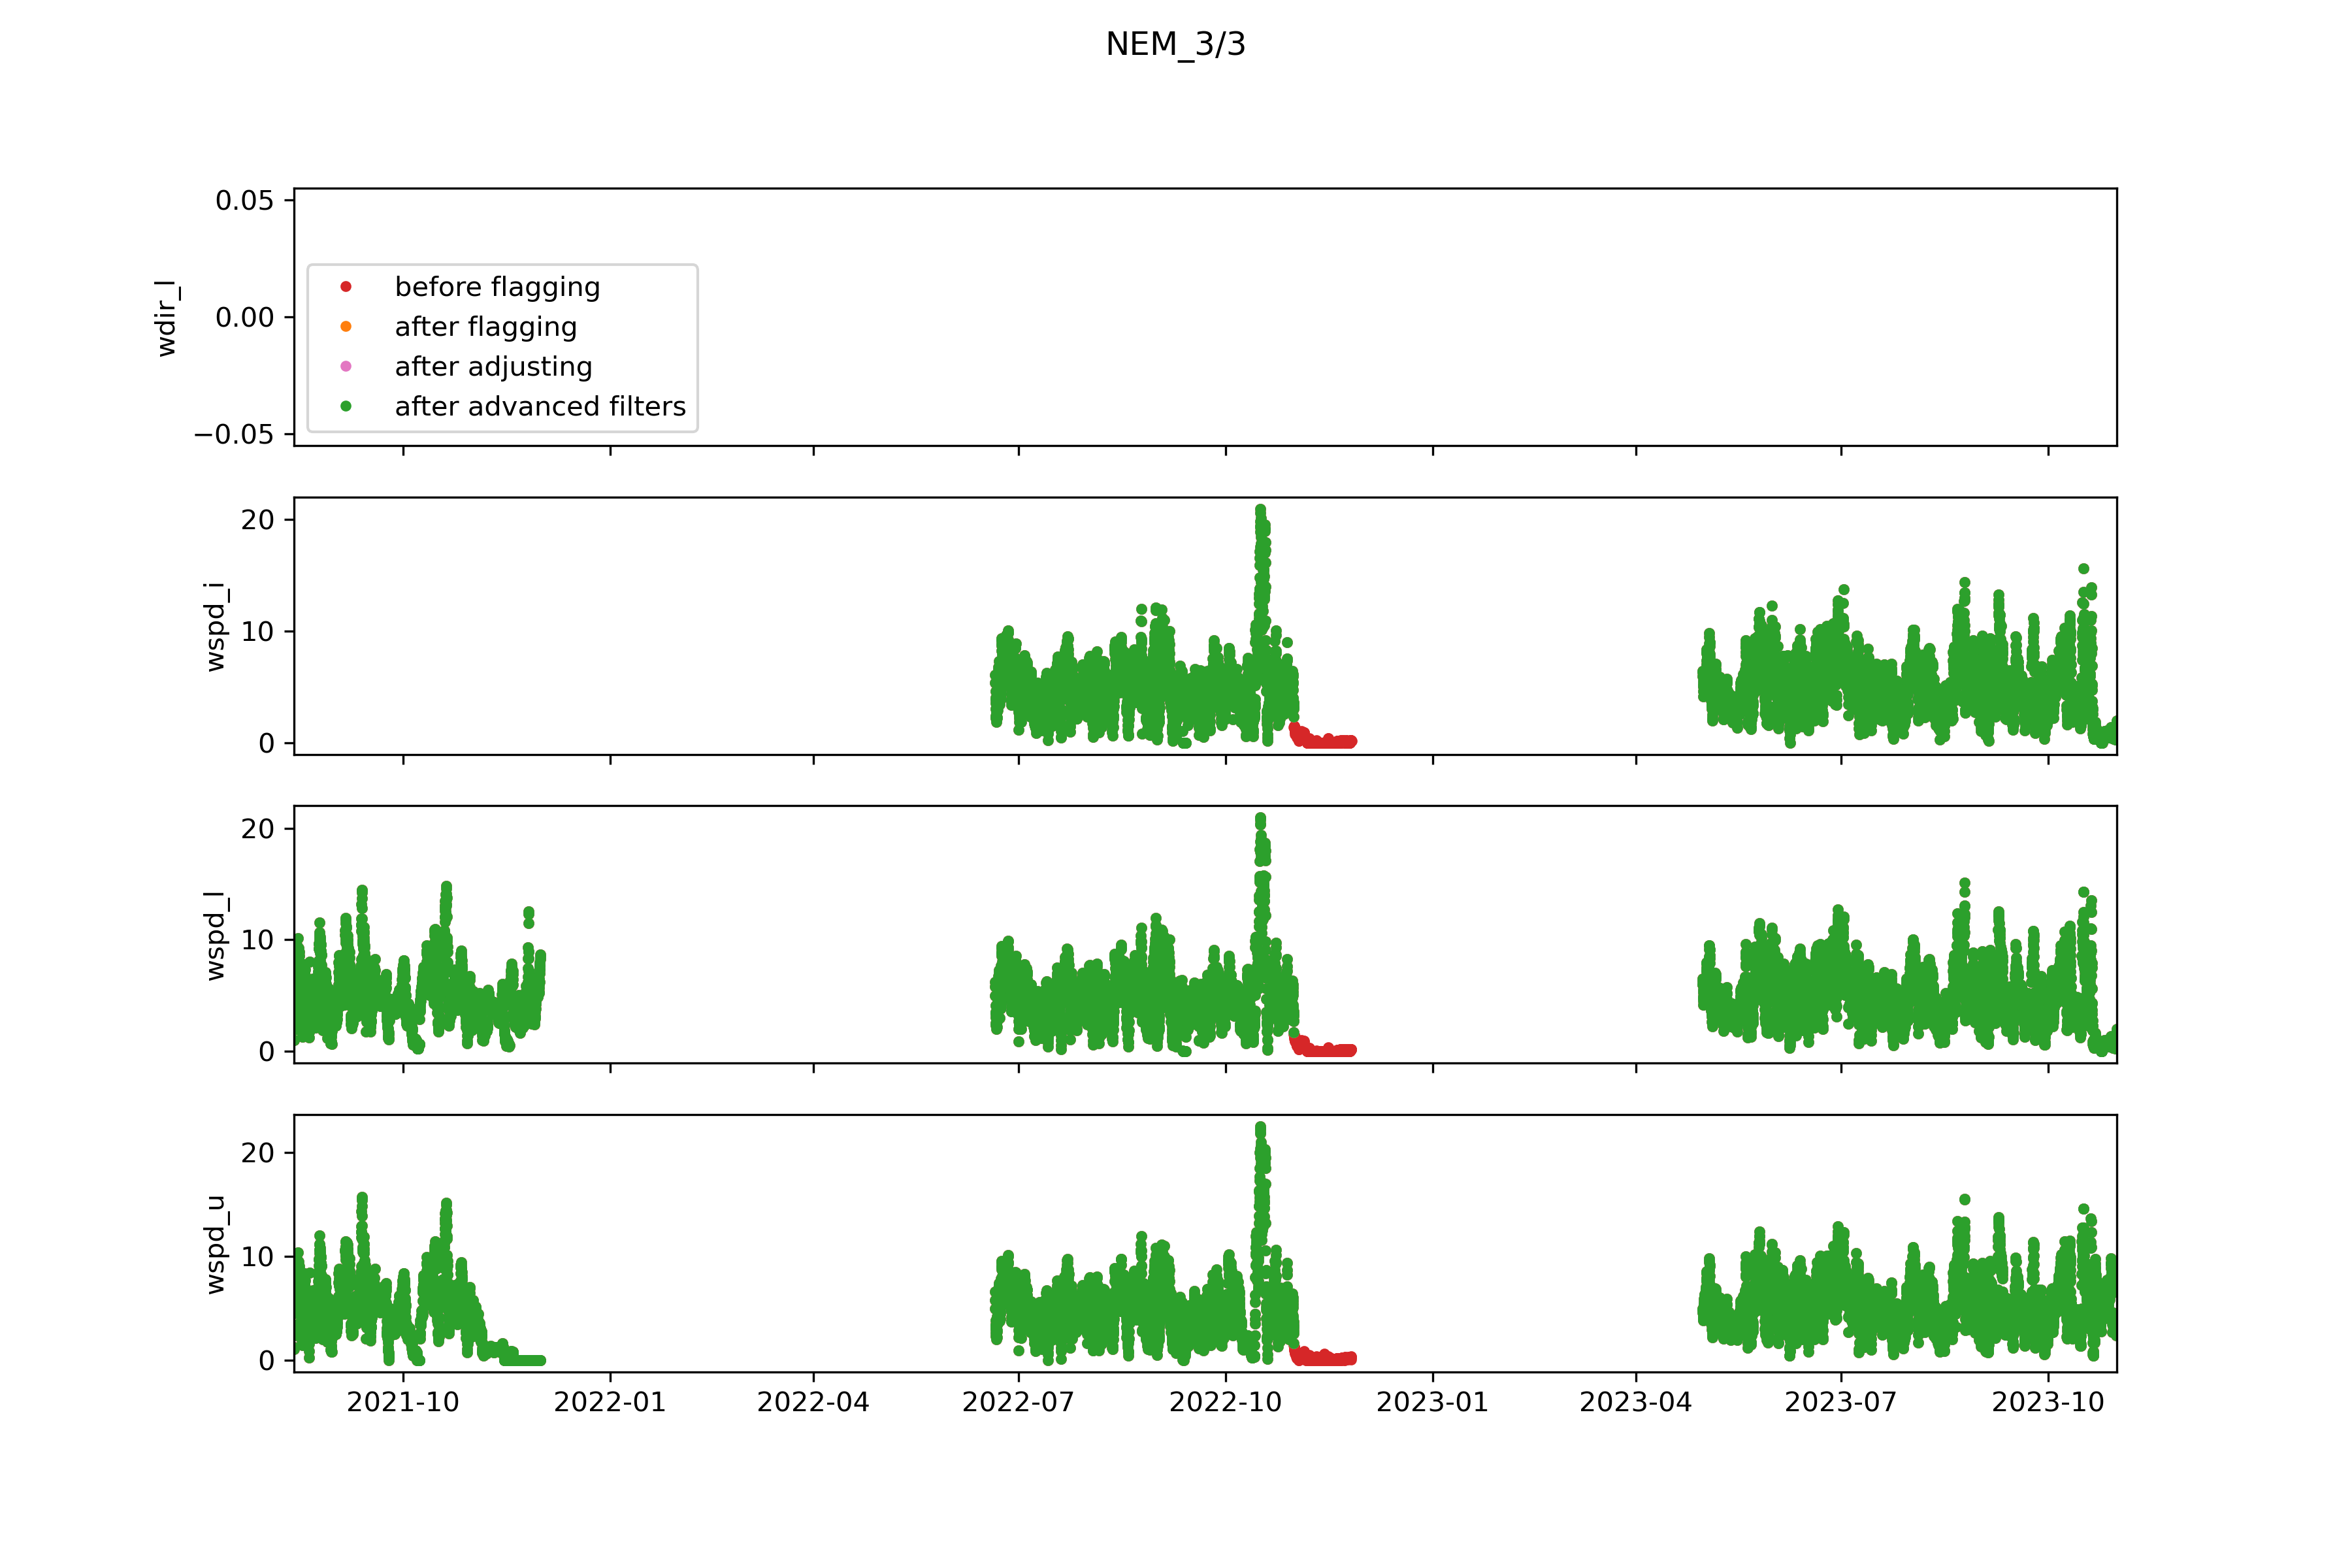 NEM_3/3
0.05
0.00
−0.05
wdir_l
before flagging
after flagging
after adjusting
after advanced filters
20
10
0
wspd_i
20
10
0
wspd_l
20
10
0
wspd_u
2021-10 2022-01 2022-04 2022-07 2022-10 2023-01 2023-04 2023-07 2023-10